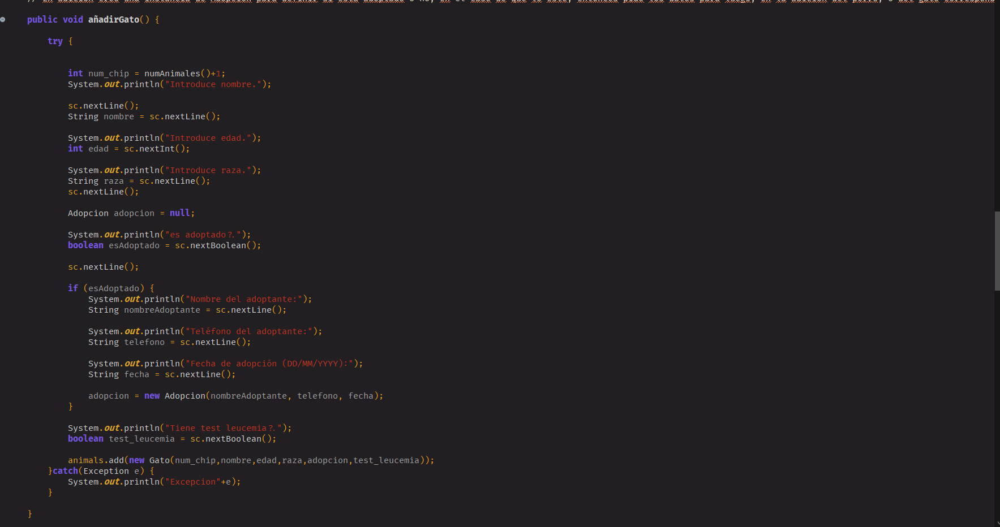 public void añadirGato() {
try {
int num_chip = numAnimales()+1;
System.out.println("Introduce nombre.");
sc.nextLine();
String nombre = sc.nextLine();
System.out.println("Introduce edad.");
int edad = sc.nextInt();
System.out.println("Introduce raza.");
String raza = sc.nextLine();
sc.nextLine();
Adopcion adopcion = null;
System.out.println("es adoptado?.");
boolean esAdoptado = sc.nextBoolean();
sc.nextLine();
if (esAdoptado) {
System.out.println("Nombre del adoptante:");
String nombreAdoptante = sc.nextLine();
System.out.println("Teléfono del adoptante:");
String telefono = sc.nextLine();
System.out.println("Fecha de adopción (DD/MM/YYYY):");
String fecha = sc.nextLine();
adopcion = new Adopcion(nombreAdoptante, telefono, fecha);
}
System.out.println("Tiene test leucemia?.");
boolean test_leucemia = sc.nextBoolean();
animals.add(new Gato(num_chip,nombre,edad,raza,adopcion,test_leucemia));
}catch(Exception e) {
System.out.println("Excepcion"+e);
}
}